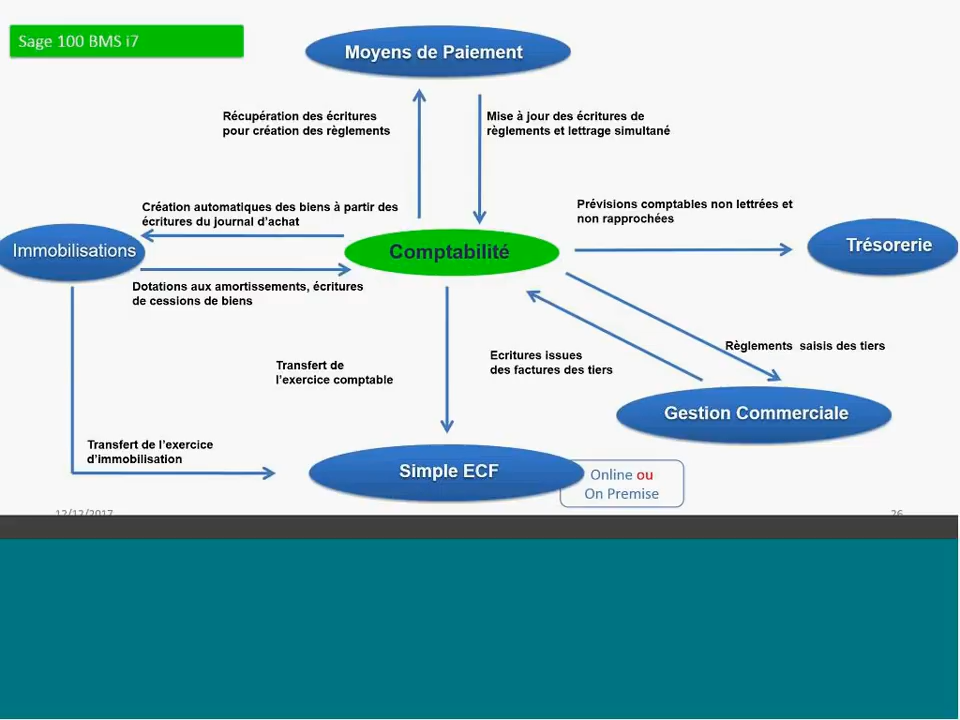 Sage 100 BMS i7
Moyens de Paiement
Récupération des écritures
pour création des règlements
Mise à jour des écritures de
règlements et lettrage simultané
Création automatiques des biens à partir des
écritures du journal d'achat
Prévisions comptables non lettrées et
non rapprochées
Immobilisations
Comptabilité
Trésorerie
Dotations aux amortissements, écritures
de cessions de biens
Règlements  saisis des tiers
Ecritures issues
des factures des tiers
Transfert de
l'exercice comptable
Gestion Commerciale
Transfert de l'exercice
d'immobilisation
Simple ECF
Online ou
On Premise
12/12/2017
26